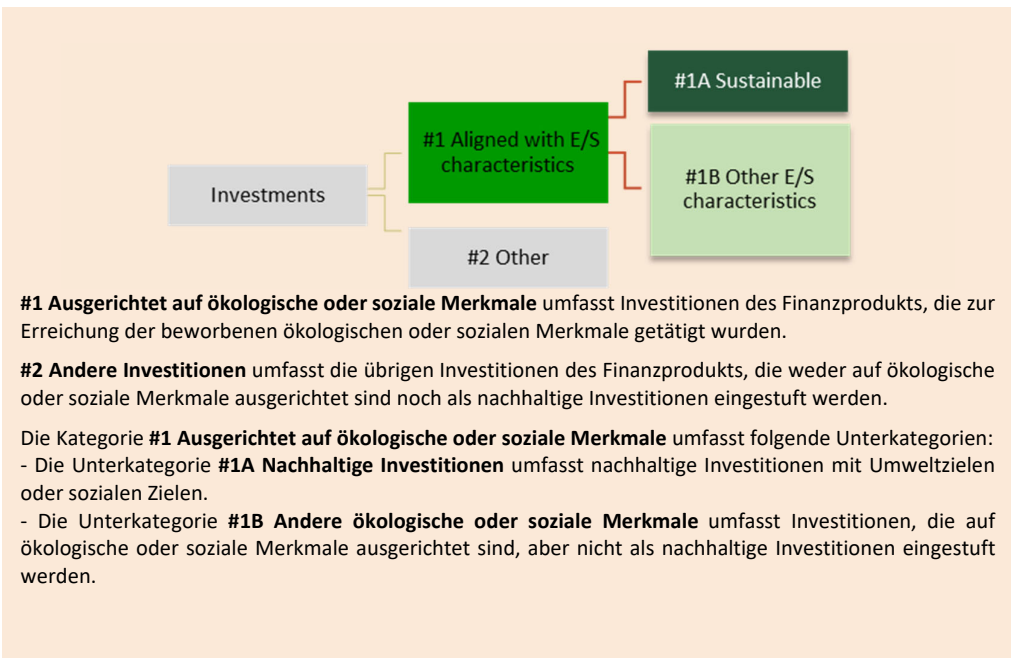 #1A Sustainable
#1 Aligned with E/S
characteristics
#1B Other E/S
characteristics
Investments
#2 Other
#1 Ausgerichtet auf ökologische oder soziale Merkmale umfasst Investitionen des Finanzprodukts, die zur
Erreichung der beworbenen ökologischen oder sozialen Merkmale getätigt wurden.
#2 Andere Investitionen umfasst die übrigen Investitionen des Finanzprodukts, die weder auf ökologische
oder soziale Merkmale ausgerichtet sind noch als nachhaltige Investitionen eingestuft werden.
Die Kategorie #1 Ausgerichtet auf ökologische oder soziale Merkmale umfasst folgende Unterkategorien:
- Die Unterkategorie #1A Nachhaltige Investitionen umfasst nachhaltige Investitionen mit Umweltzielen
oder sozialen Zielen.
- Die Unterkategorie #1B Andere ökologische oder soziale Merkmale umfasst Investitionen, die auf
ökologische oder soziale Merkmale ausgerichtet sind, aber nicht als nachhaltige Investitionen eingestuft
werden.